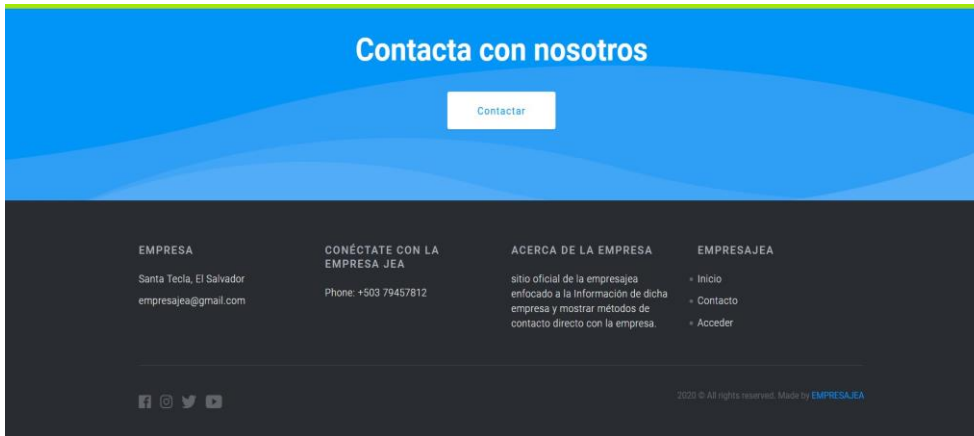 Contacta con nosotros
Contactar
EMPRESA
Santa Tecla, El Salvador
empresajea@gmail.com
CONÉCTATE CON LA
EMPRESA JEA
Phone: +503 79457812
ACERCA DE LA EMPRESA
sitio oficial de la empresajea
enfocado a la Información de dicha
empresa y mostrar métodos de
contacto directo con la empresa.
EMPRESAJEA
Inicio
Contacto
Acceder
2020 © All rights reserved. Made by EMPRESAJEA